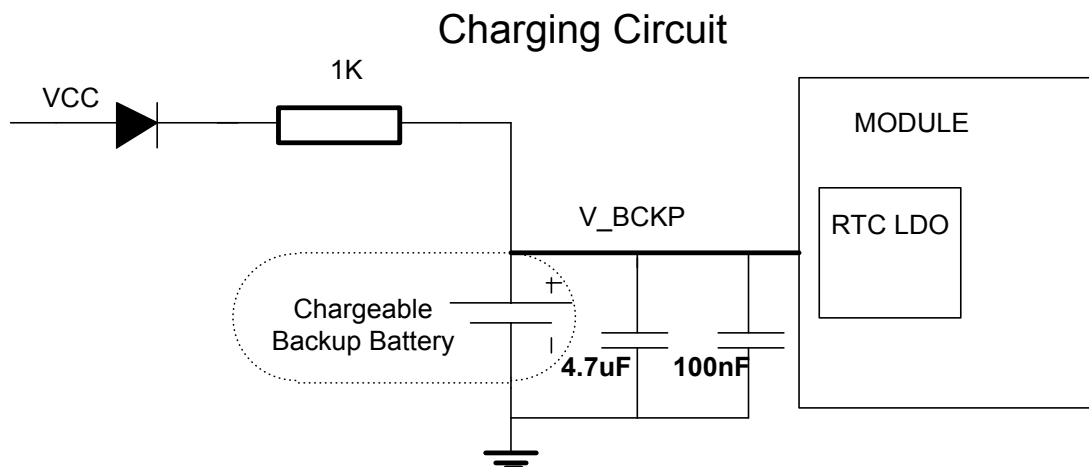 Charging Circuit
1K
VCC
MODULE
V_BCKP
RTC LDO
+
Chargeable
Backup Battery
4.7uF
100nF